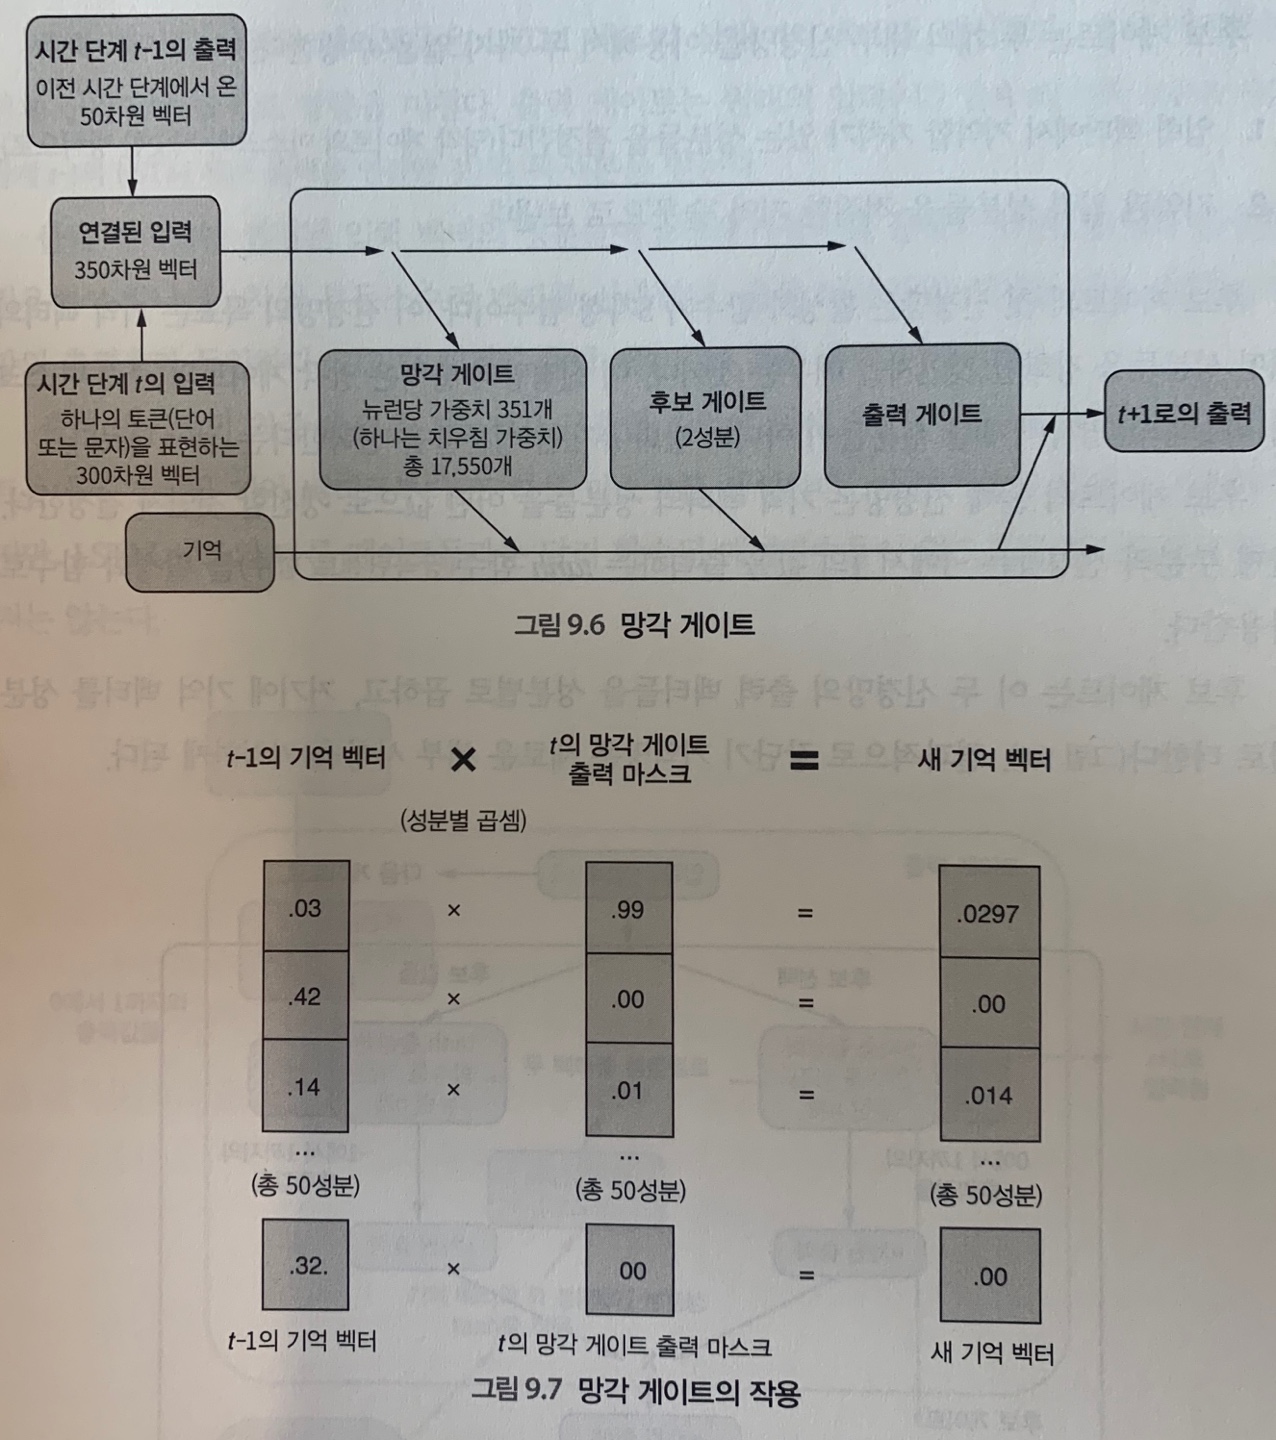 시간 단계 t–1의 출력
이전 시간 단계에서 온
50차원 벡터
연결된 입력
350차원 벡터
시간 단계 t의 입력
하나의 토큰(단어
또는 문자)을 표현하는
300차원 벡터
기억
망각 게이트
뉴런당 가중치 351개
(하나는 치우침 가중치)
총 17,550개
후보 게이트
(2성분)
출력 게이트
t+1로의 출력
그림 9.6 망각 게이트
t–1의 기억 벡터 × t의 망각 게이트 = 새 기억 벡터
출력 마스크
(성분별 곱셈)
.03 × .99 = .0297
.42 × .00 = .00
.14 × .01 = .014
... ... ...
(총 50성분) (총 50성분) (총 50성분)
.32. × 00 = .00
t–1의 기억 벡터 t의 망각 게이트 출력 마스크 새 기억 벡터
그림 9.7 망각 게이트의 작용